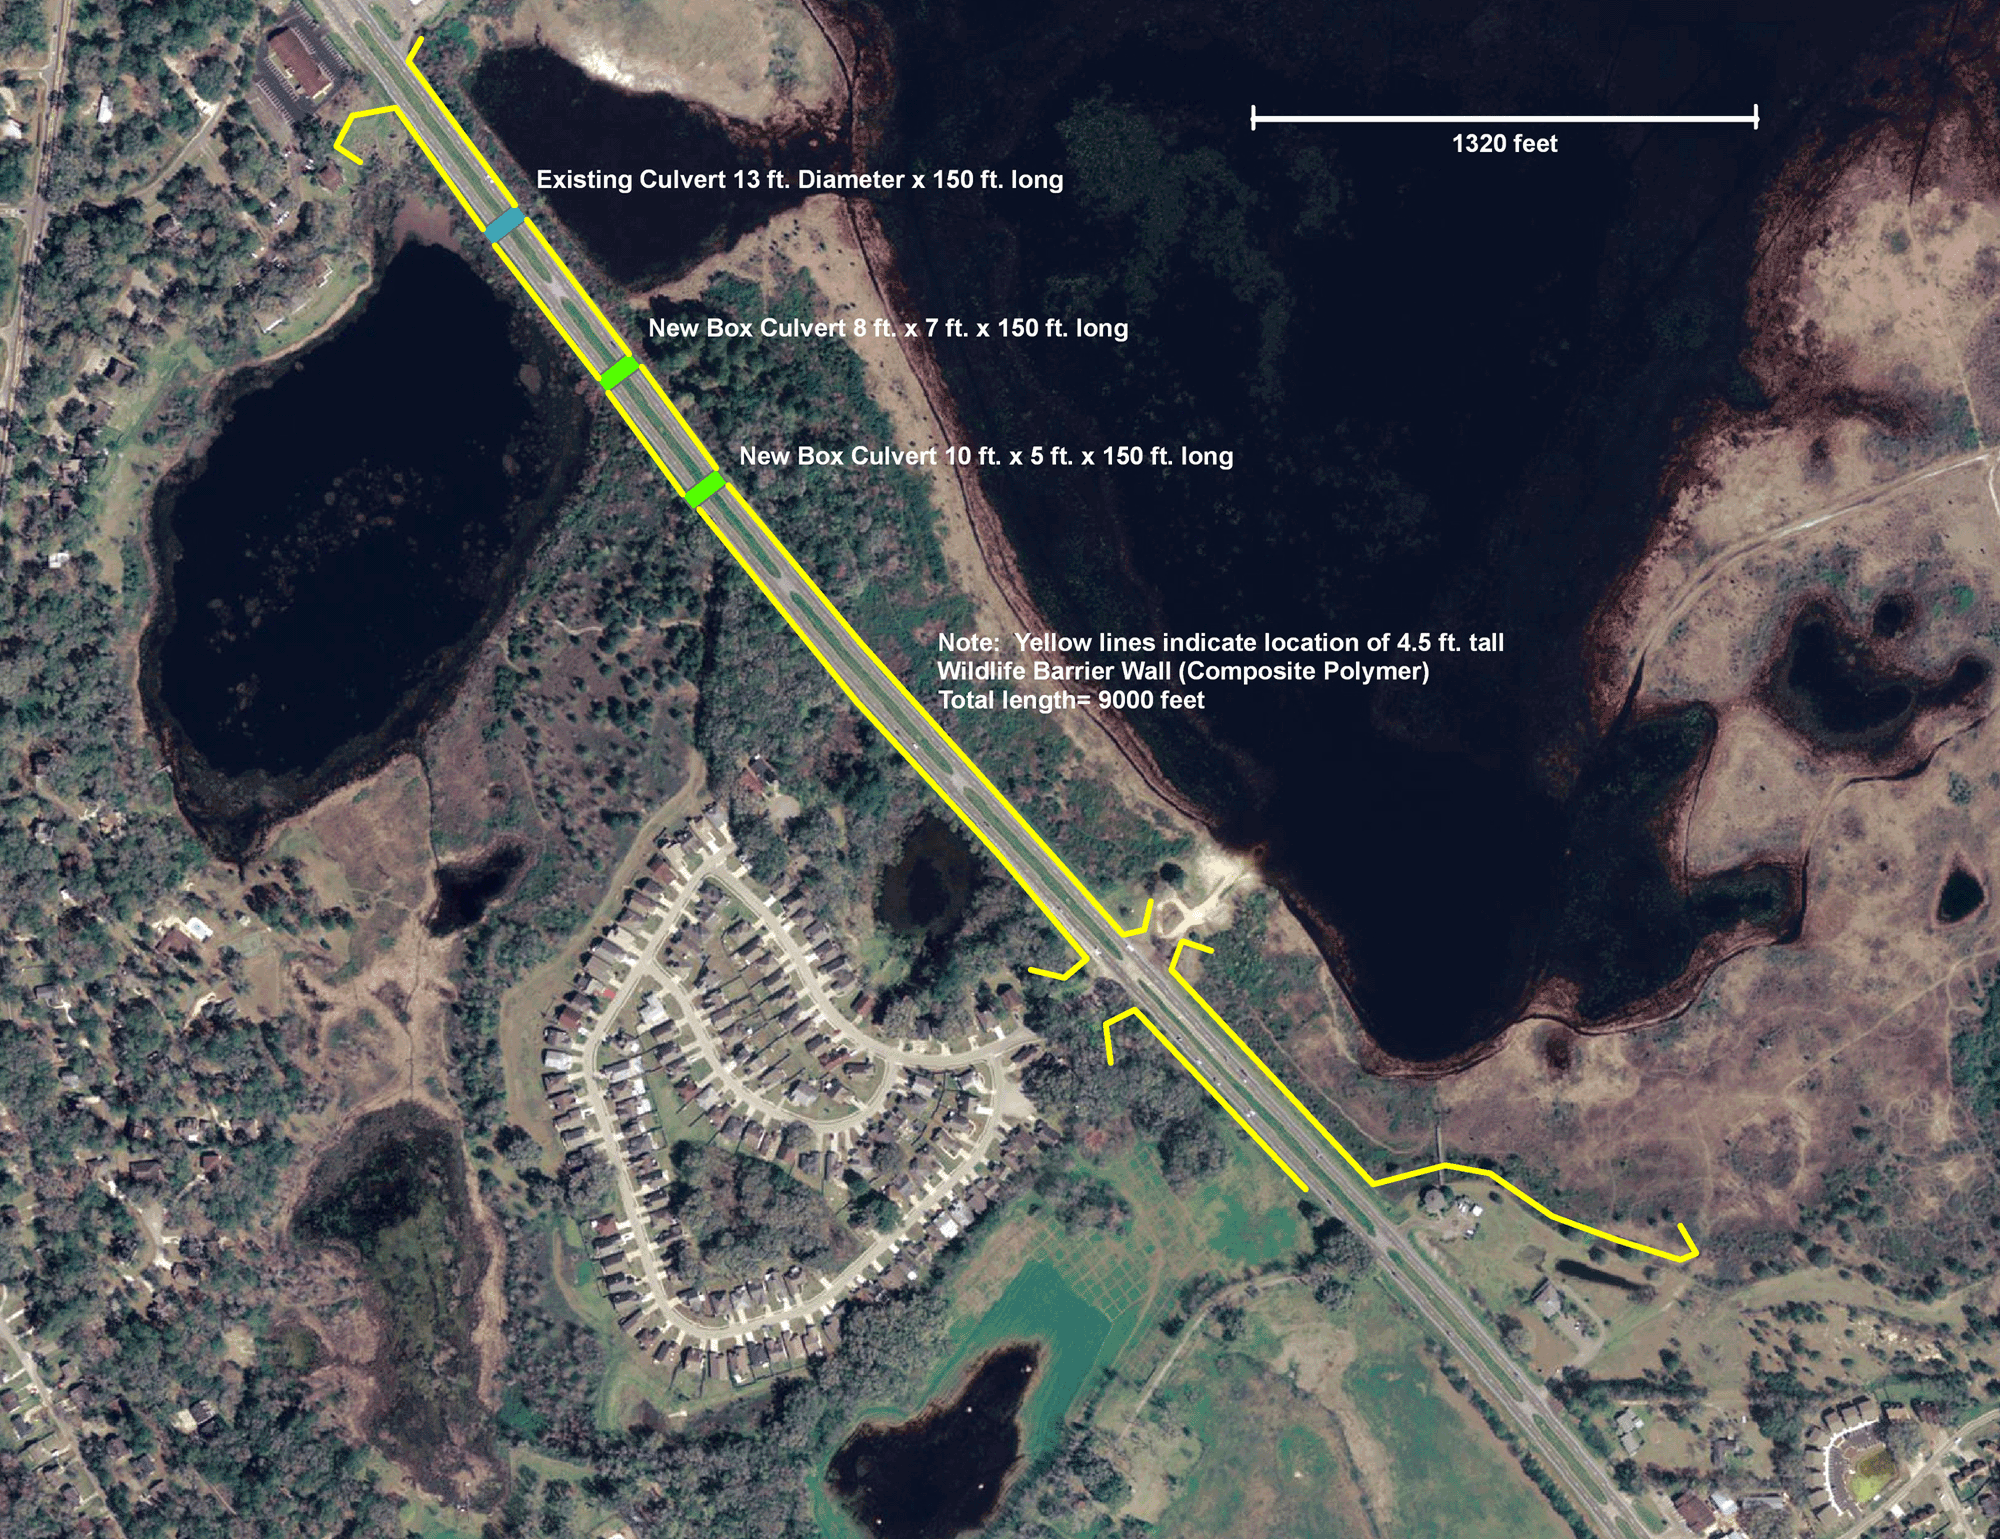 1320 feet
Existing Culvert 13 ft. Diameter x 150 ft. long
New Box Culvert 8 ft. x 7 ft. x 150 ft. long
New Box Culvert 10 ft. x 5 ft. x 150 ft. long
Note:  Yellow lines indicate location of 4.5 ft. tall
Wildlife Barrier Wall (Composite Polymer)
Total length= 9000 feet